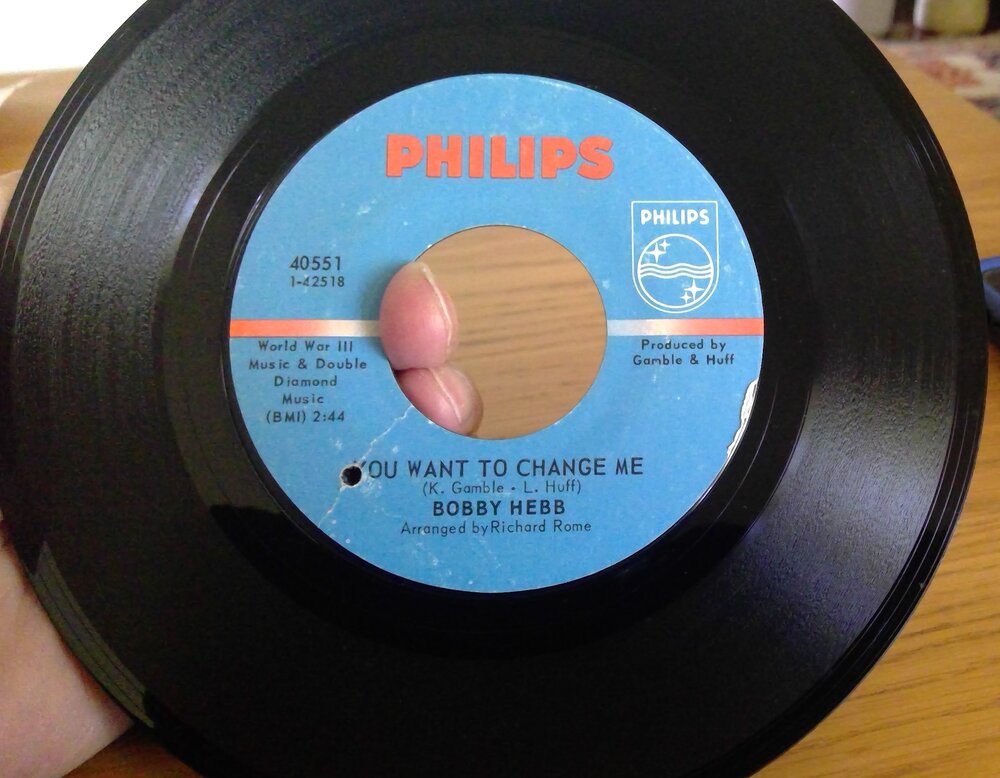 PHILIPS
PHILIPS
40551
1-42518
World War III
Music & Double
Diamond
Music
(BMI) 2:44
Produced by
Gamble & Huff
YOU WANT TO CHANGE ME
(K. Gamble - L. Huff)
BOBBY HEBB
Arranged by Richard Rome